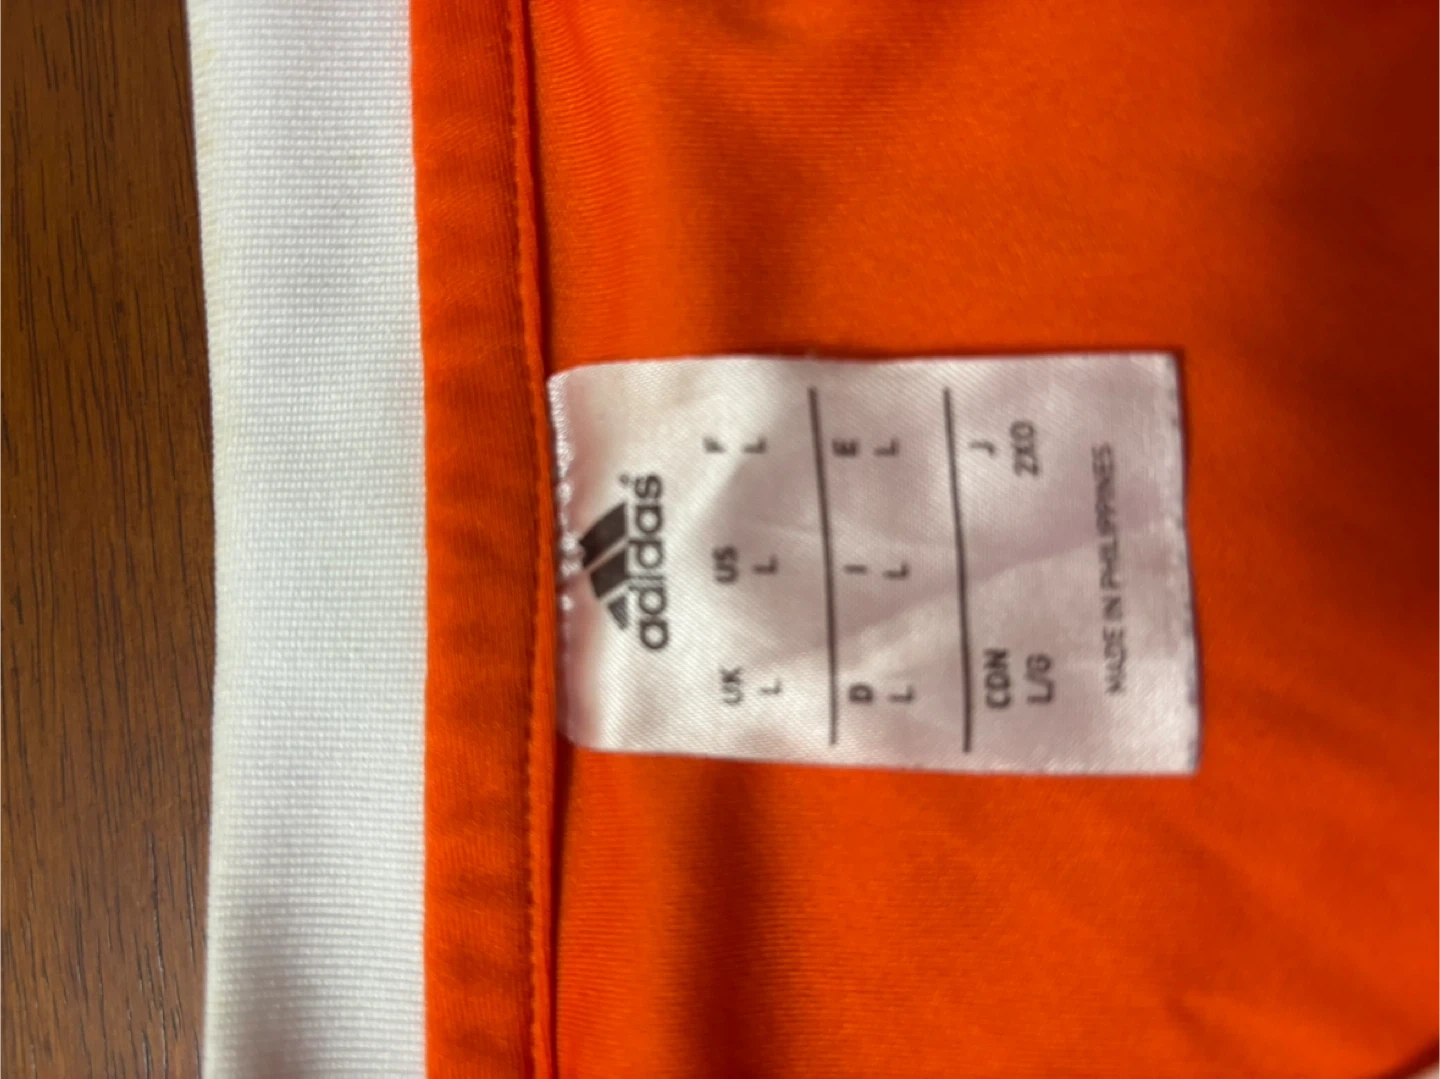 adidas®
UK US F
L L L
D I E
L L L
CDN J
L/G 2XO
MADE IN PHILIPPINES